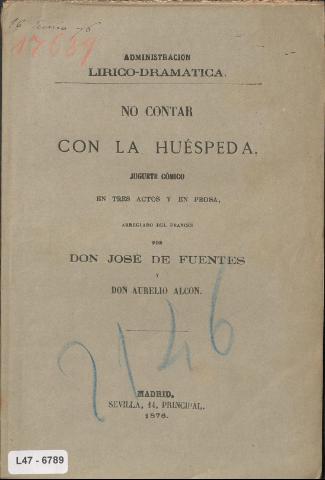 17639
ADMINISTRACION
LIRICO-DRAMATICA.
NO CONTAR
CON LA HUÉSPEDA,
JUGUETE CÓMICO
EN TRES ACTOS Y EN PROSA,
ARREGLADO DEL FRANCÉS
POR
DON JOSÉ DE FUENTES
Y
DON AURELIO ALCON.
2146
MADRID,
SEVILLA, 14, PRINCIPAL.
1876.
L47 - 6789